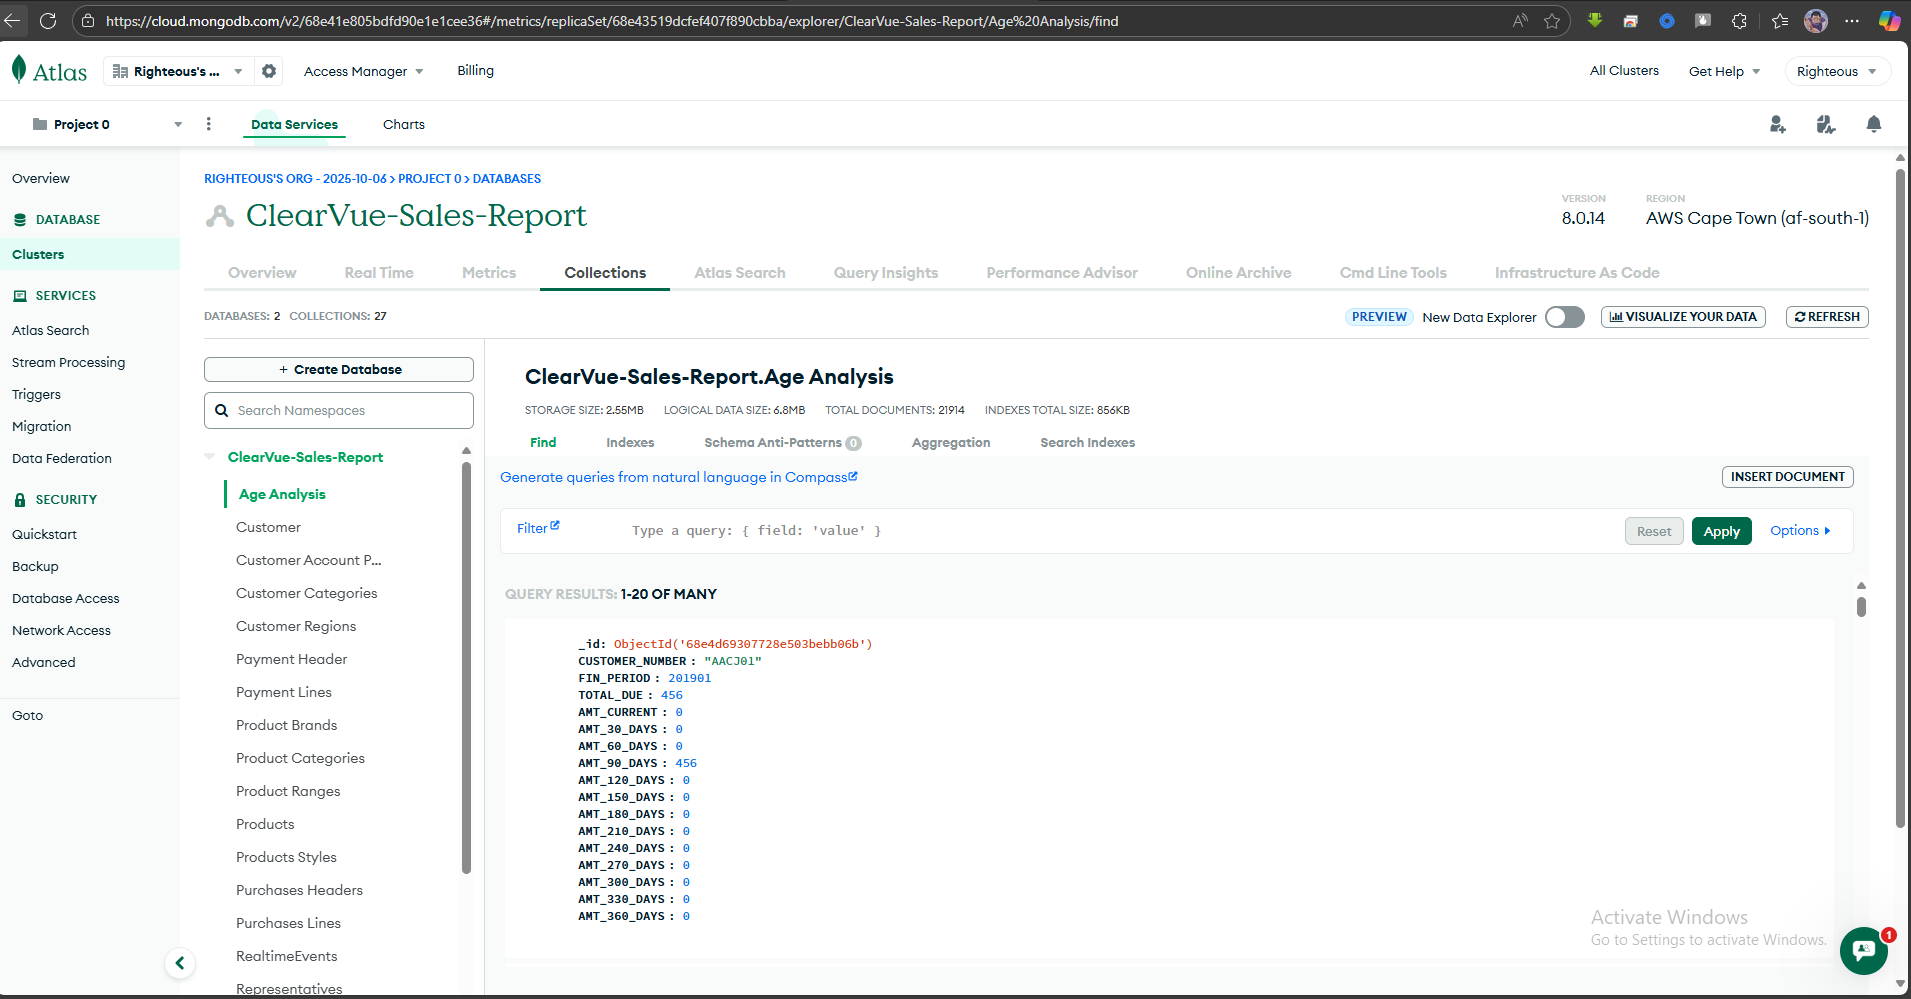 https://cloud.mongodb.com/v2/68e41e805bdfd90e1e1cee36#/metrics/replicaSet/68e43519dcfef407f890cbba/explorer/ClearVue-Sales-Report/Age%20Analysis/find
Atlas
Righteous's ...
Access Manager
Billing
All Clusters
Get Help
Righteous
Project 0
Data Services
Charts
Overview
DATABASE
Clusters
SERVICES
Atlas Search
Stream Processing
Triggers
Migration
Data Federation
SECURITY
Quickstart
Backup
Database Access
Network Access
Advanced
Goto
RIGHTEOUS'S ORG - 2025-10-06 > PROJECT 0 > DATABASES
ClearVue-Sales-Report
VERSION
8.0.14
REGION
AWS Cape Town (af-south-1)
Overview Real Time Metrics Collections Atlas Search Query Insights Performance Advisor Online Archive Cmd Line Tools Infrastructure As Code
DATABASES: 2 COLLECTIONS: 27
PREVIEW New Data Explorer
VISUALIZE YOUR DATA
REFRESH
+ Create Database
Search Namespaces
ClearVue-Sales-Report
Age Analysis
Customer
Customer Account P...
Customer Categories
Customer Regions
Payment Header
Payment Lines
Product Brands
Product Categories
Product Ranges
Products
Products Styles
Purchases Headers
Purchases Lines
RealtimeEvents
Representatives
ClearVue-Sales-Report.Age Analysis
STORAGE SIZE: 2.55MB LOGICAL DATA SIZE: 6.8MB TOTAL DOCUMENTS: 21914 INDEXES TOTAL SIZE: 856KB
Find Indexes Schema Anti-Patterns 0 Aggregation Search Indexes
Generate queries from natural language in Compass
INSERT DOCUMENT
Filter
Type a query: { field: 'value' }
Reset
Apply
Options
QUERY RESULTS: 1-20 OF MANY
_id: ObjectId('68e4d69307728e503bebb06b')
CUSTOMER_NUMBER : "AACJ01"
FIN_PERIOD : 201901
TOTAL_DUE : 456
AMT_CURRENT : 0
AMT_30_DAYS : 0
AMT_60_DAYS : 0
AMT_90_DAYS : 456
AMT_120_DAYS : 0
AMT_150_DAYS : 0
AMT_180_DAYS : 0
AMT_210_DAYS : 0
AMT_240_DAYS : 0
AMT_270_DAYS : 0
AMT_300_DAYS : 0
AMT_330_DAYS : 0
AMT_360_DAYS : 0
Activate Windows
Go to Settings to activate Windows.
1